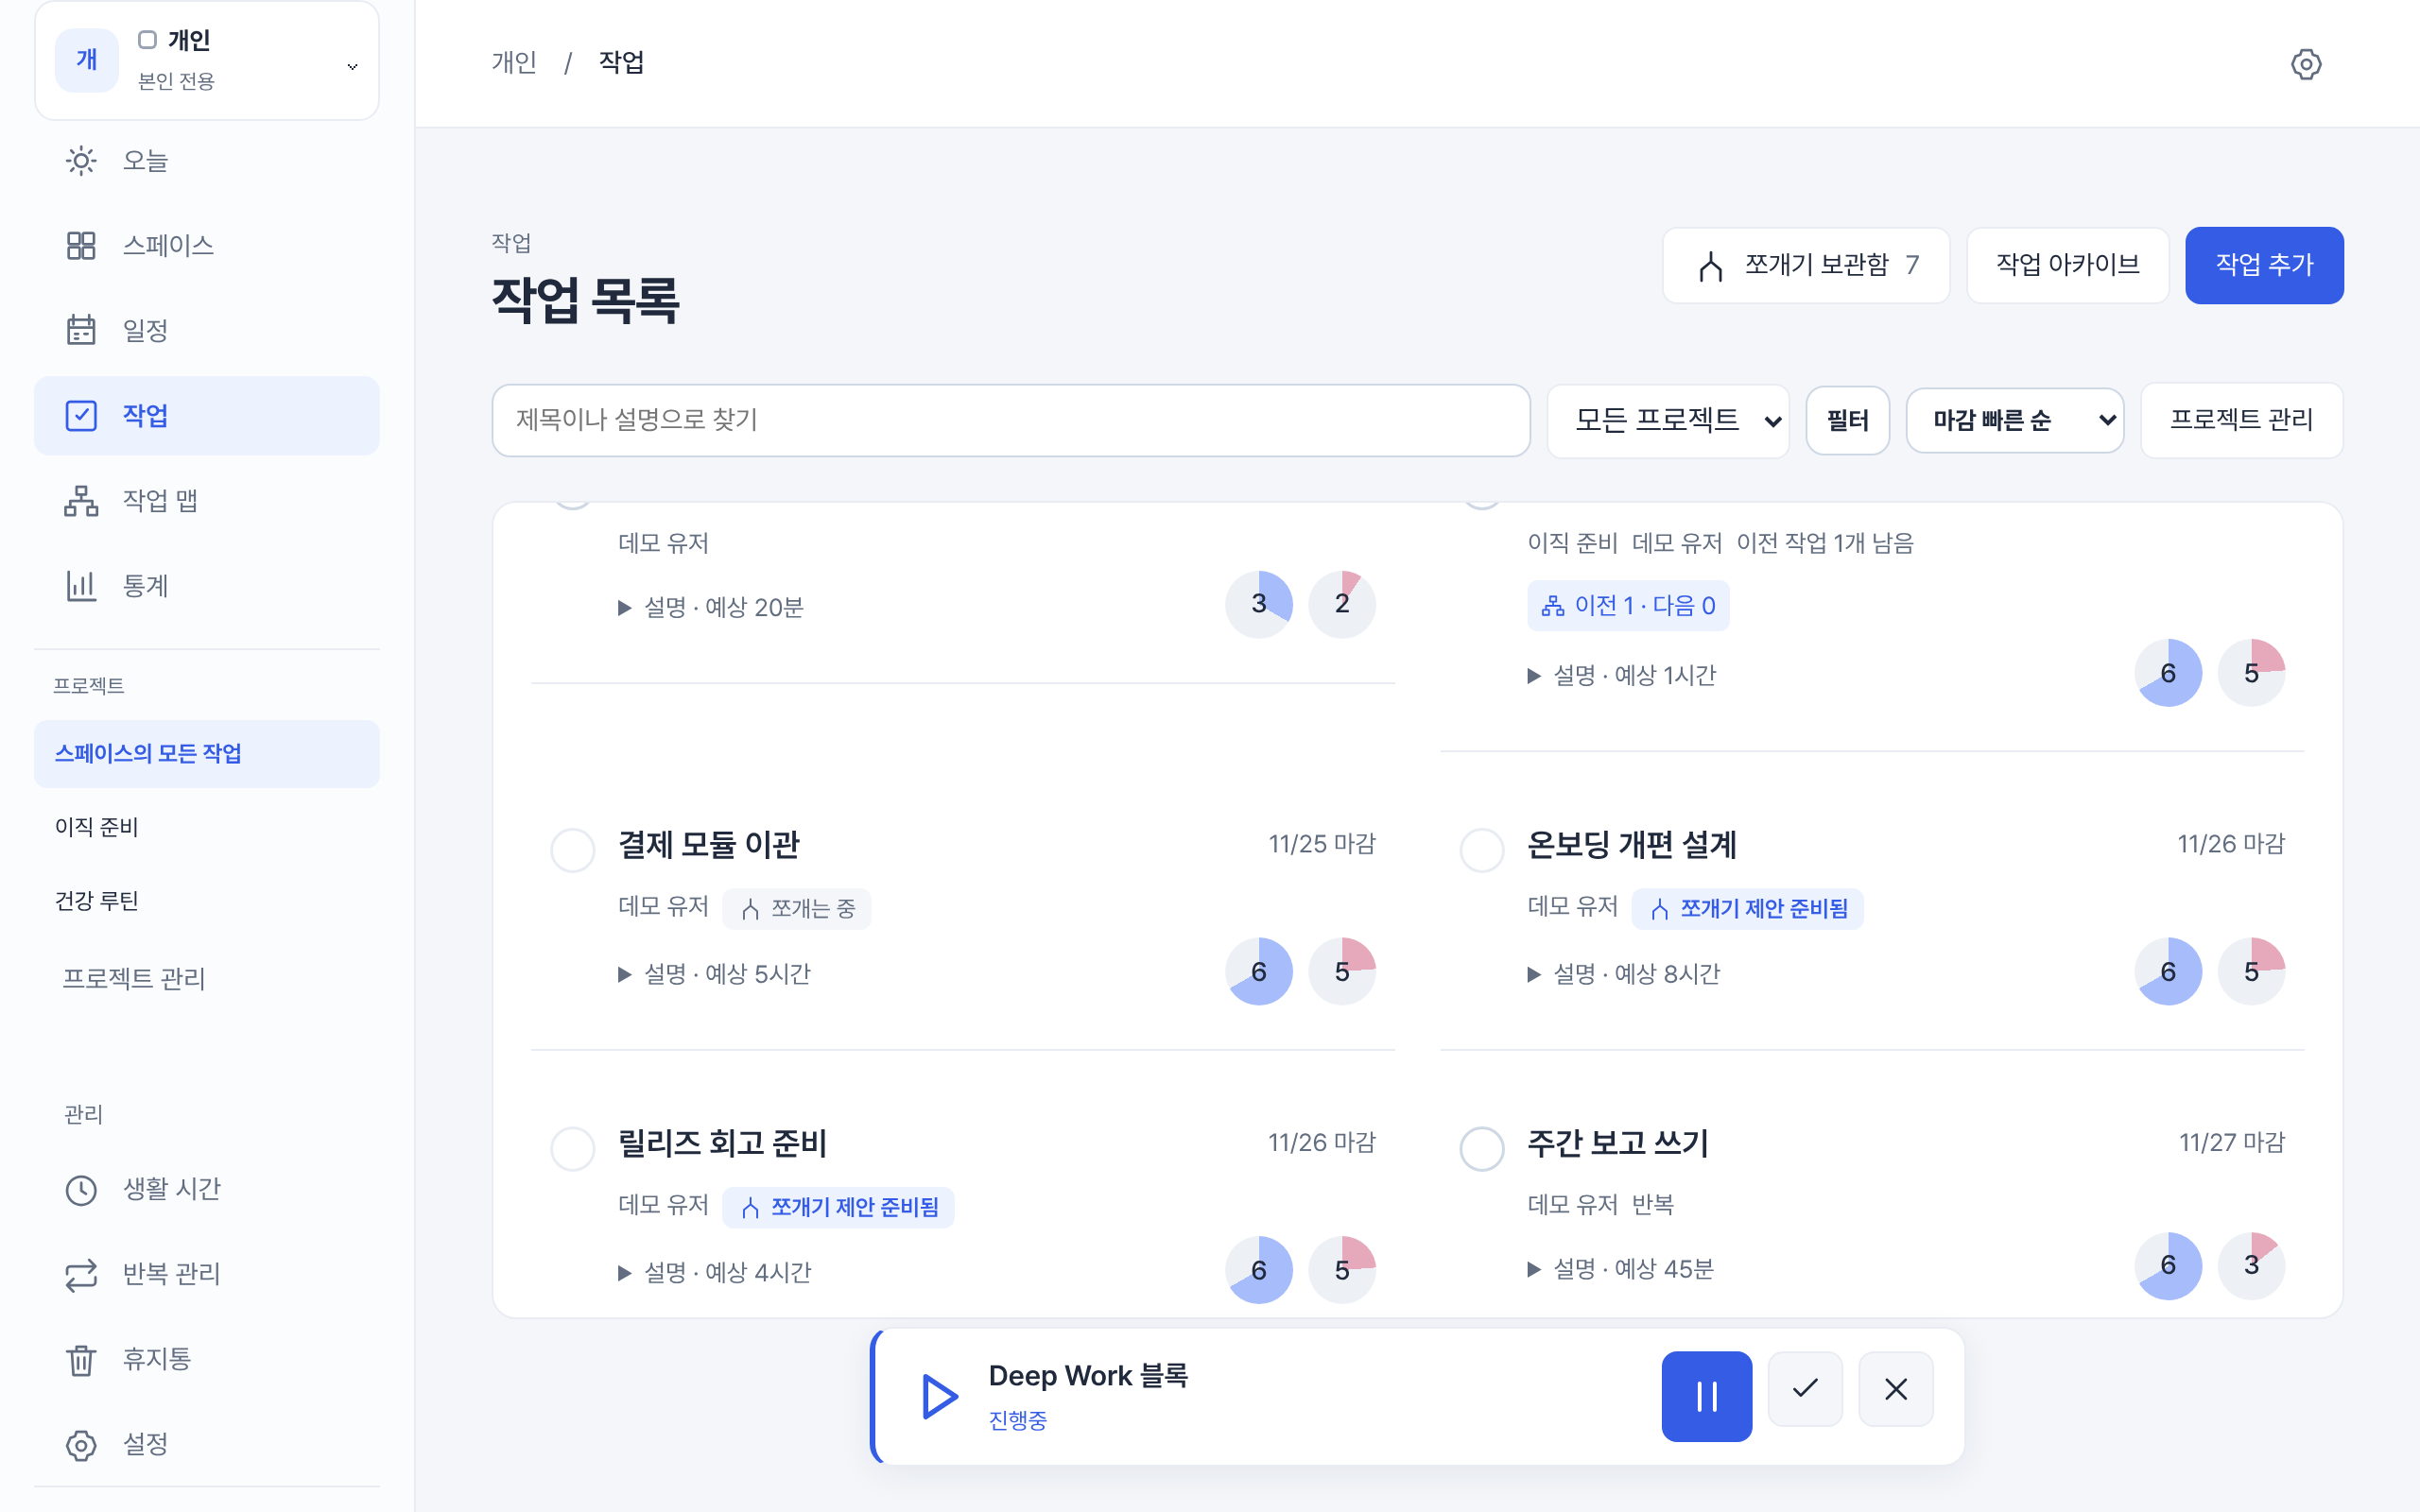 개
개인
본인 전용
오늘
스페이스
일정
작업
작업 맵
통계
프로젝트
스페이스의 모든 작업
이직 준비
건강 루틴
프로젝트 관리
관리
생활 시간
반복 관리
휴지통
설정
개인 / 작업
작업
작업 목록
쪼개기 보관함 7
작업 아카이브
작업 추가
제목이나 설명으로 찾기
모든 프로젝트
필터
마감 빠른 순
프로젝트 관리
데모 유저
설명 · 예상 20분
3 2
이직 준비 데모 유저 이전 작업 1개 남음
이전 1 · 다음 0
설명 · 예상 1시간
6 5
결제 모듈 이관
11/25 마감
데모 유저 쪼개는 중
설명 · 예상 5시간
6 5
온보딩 개편 설계
11/26 마감
데모 유저 쪼개기 제안 준비됨
설명 · 예상 8시간
6 5
릴리즈 회고 준비
11/26 마감
데모 유저 쪼개기 제안 준비됨
설명 · 예상 4시간
6 5
주간 보고 쓰기
11/27 마감
데모 유저 반복
설명 · 예상 45분
6 3
Deep Work 블록
진행중